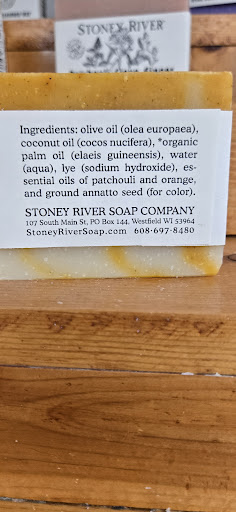 STONEY RIVER
Ingredients: olive oil (olea europaea),
coconut oil (cocos nucifera), *organic
palm oil (elaeis guineensis), water
(aqua), lye (sodium hydroxide), es-
sential oils of patchouli and orange,
and ground annatto seed (for color).
STONEY RIVER SOAP COMPANY
107 South Main St, PO Box 144, Westfield WI 53964
StoneyRiverSoap.com 608·697-8480